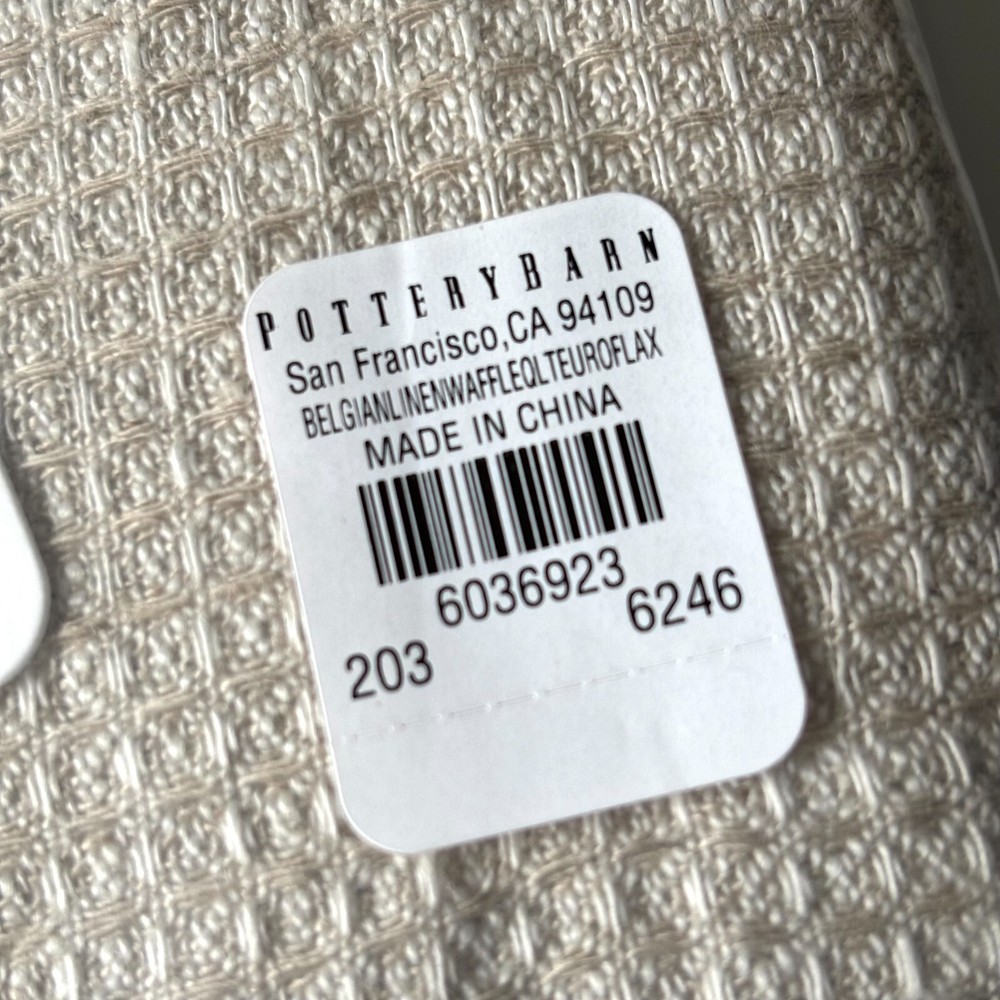 POTTERYBARN
San Francisco,CA 94109
BELGIANLINENWAFFLEQLTEUROFLAX
MADE IN CHINA
6036923
203 6246